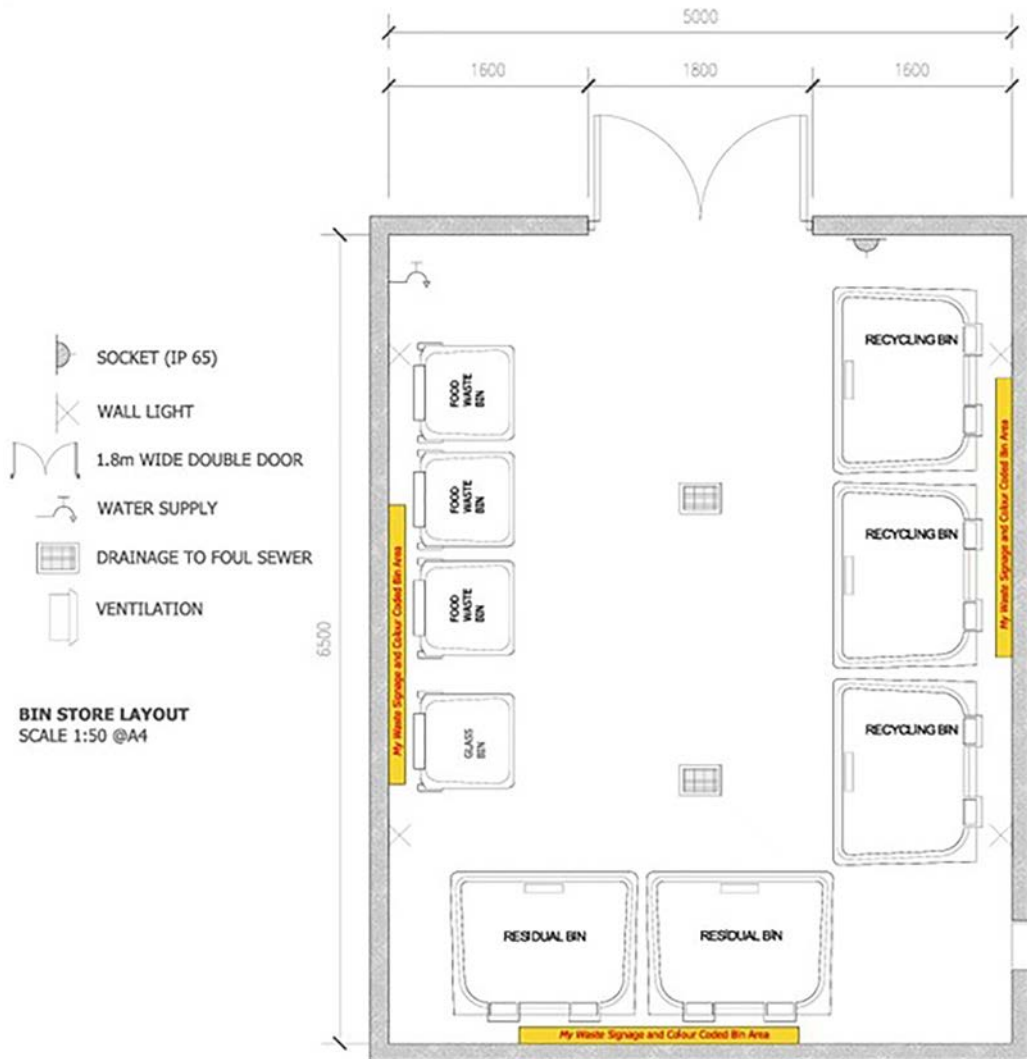 5000
1600
1800
1600
SOCKET (IP 65)
WALL LIGHT
1.8m WIDE DOUBLE DOOR
WATER SUPPLY
DRAINAGE TO FOUL SEWER
VENTILATION
BIN STORE LAYOUT
SCALE 1:50 @A4
6500
FOOD
WASTE
BIN
FOOD
WASTE
BIN
FOOD
WASTE
BIN
GLASS
BIN
My Waste Signage and Colour Coded Bin Area
RECYCLING BIN
RECYCLING BIN
RECYCLING BIN
My Waste Signage and Colour Coded Bin Area
RESIDUAL BIN
RESIDUAL BIN
My Waste Signage and Colour Coded Bin Area